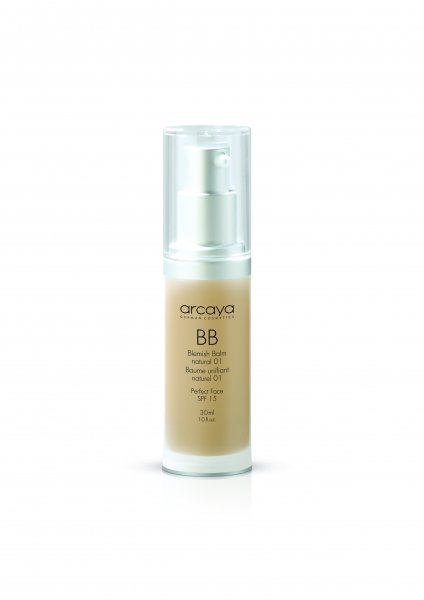 arcaya
GERMAN COSMETICS
BB
Blemish Balm
natural 01
Baume unifiant
naturel 01
Perfect Face
SPF 15
30ml
1.0 fl.oz.